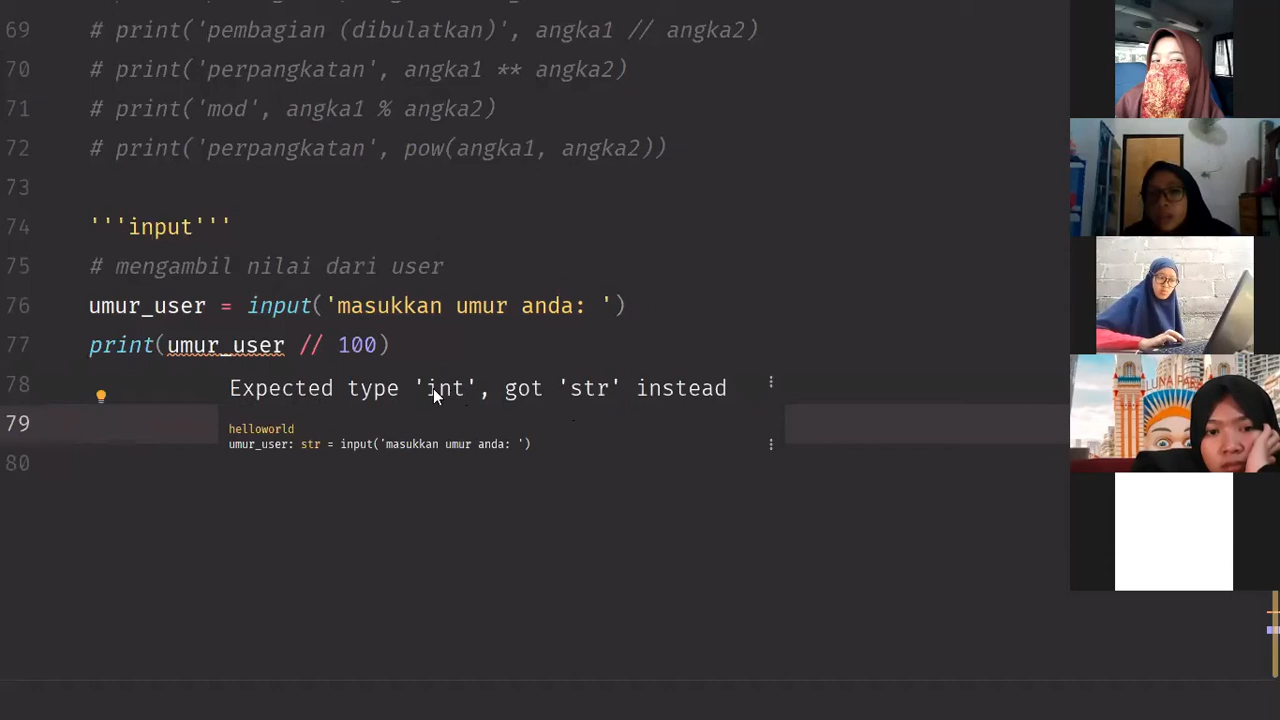 69 # print('pembagian (dibulatkan)', angka1 // angka2)
70 # print('perpangkatan', angka1 ** angka2)
71 # print('mod', angka1 % angka2)
72 # print('perpangkatan', pow(angka1, angka2))
73
74 '''input'''
75 # mengambil nilai dari user
76 umur_user = input('masukkan umur anda: ')
77 print(umur_user // 100)
78 Expected type 'int', got 'str' instead
79
helloworld
umur_user: str = input('masukkan umur anda: ')
80
LUNA PARK